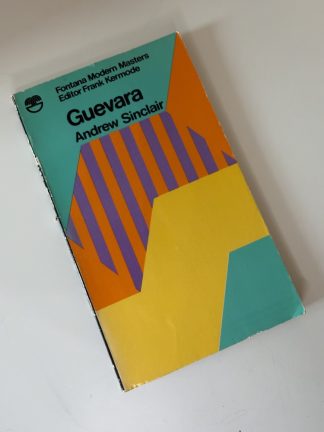 Fontana Modern Masters
Editor Frank Kermode
Guevara
Andrew Sinclair